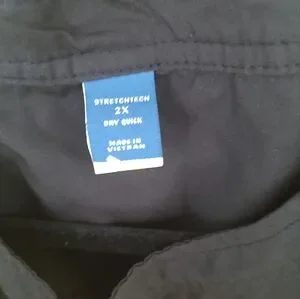 STRETCHTECH
2X
DRY QUICK
MADE IN
VIETNAM